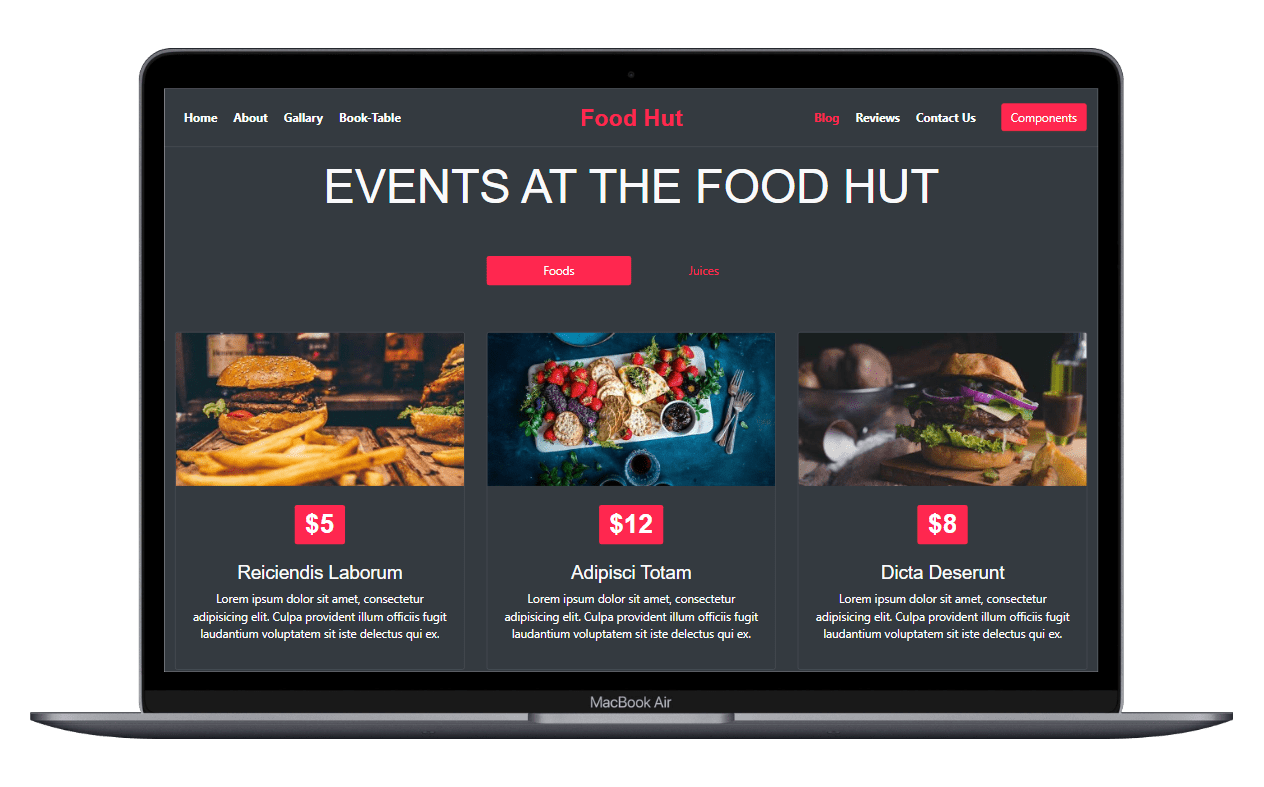 Home About Gallary Book-Table Food Hut Blog Reviews Contact Us Components
EVENTS AT THE FOOD HUT
Foods Juices
$5 $12 $8
Reiciendis Laborum Adipisci Totam Dicta Deserunt
Lorem ipsum dolor sit amet, consectetur
adipisicing elit. Culpa provident illum officiis fugit
laudantium voluptatem sit iste delectus qui ex.
Lorem ipsum dolor sit amet, consectetur
adipisicing elit. Culpa provident illum officiis fugit
laudantium voluptatem sit iste delectus qui ex.
Lorem ipsum dolor sit amet, consectetur
adipisicing elit. Culpa provident illum officiis fugit
laudantium voluptatem sit iste delectus qui ex.
MacBook Air